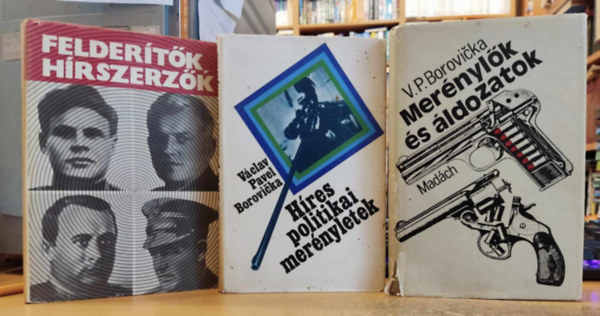 FELDERÍTŐK
HÍRSZERZŐK
Václav
Pavel
Borovička
Híres
politikai
merényletek
V.P. Borovička
Merénylők
és áldozatok
Madách